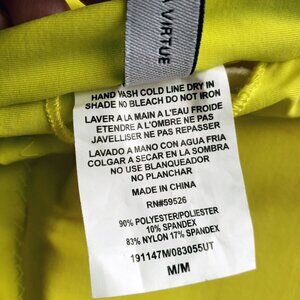 A VIRTUE
HAND WASH COLD LINE DRY IN
SHADE NO BLEACH DO NOT IRON
LAVER A LA MAIN A L'EAU FROIDE
ETENDRE A L'OMBRE NE PAS
JAVELLISER NE PAS REPASSER
LAVADO A MANO CON AGUA FRIA
COLGAR A SECAR EN LA SOMBRA
NO USE BLANQUEADOR
NO PLANCHAR
MADE IN CHINA
RN#59526
90% POLYESTER/POLIESTER
10% SPANDEX
83% NYLON 17% SPANDEX
191147M/083055UT
M/M